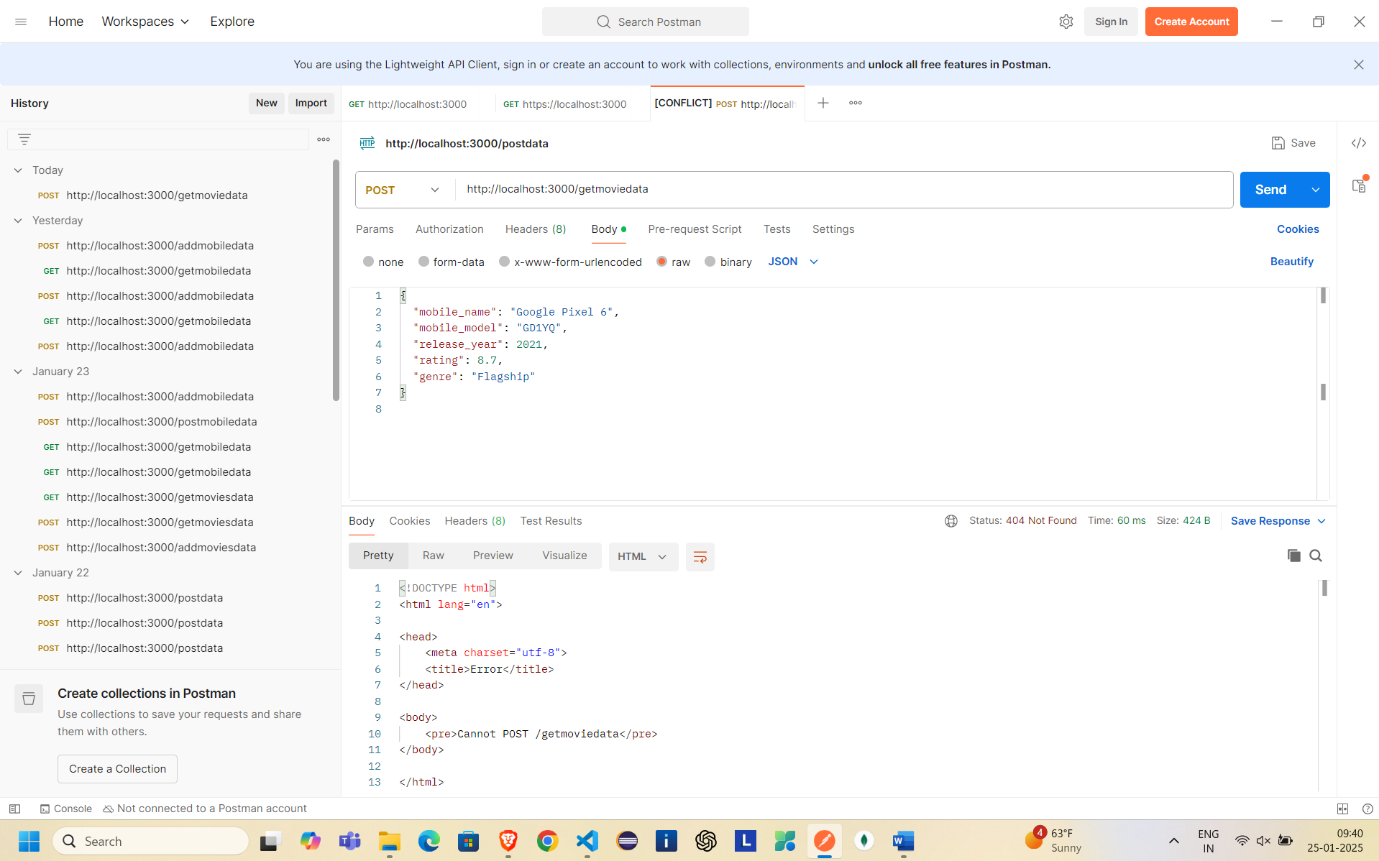 Home Workspaces Explore
Search Postman
Sign In
Create Account
You are using the Lightweight API Client, sign in or create an account to work with collections, environments and unlock all free features in Postman.
History
New
Import
GET http://localhost:3000
GET https://localhost:3000
[CONFLICT] POST http://localh
Today
POST http://localhost:3000/getmoviedata
Yesterday
POST http://localhost:3000/addmobiledata
GET http://localhost:3000/getmobiledata
POST http://localhost:3000/addmobiledata
GET http://localhost:3000/getmobiledata
POST http://localhost:3000/addmobiledata
January 23
POST http://localhost:3000/addmobiledata
POST http://localhost:3000/postmobiledata
GET http://localhost:3000/getmobiledata
GET http://localhost:3000/getmobiledata
GET http://localhost:3000/getmoviesdata
POST http://localhost:3000/getmoviesdata
POST http://localhost:3000/addmoviesdata
January 22
POST http://localhost:3000/postdata
POST http://localhost:3000/postdata
POST http://localhost:3000/postdata
Create collections in Postman
Use collections to save your requests and share
them with others.
Create a Collection
HTTP http://localhost:3000/postdata
Save
POST http://localhost:3000/getmoviedata
Send
Params Authorization Headers (8) Body Pre-request Script Tests Settings
Cookies
none form-data x-www-form-urlencoded raw binary JSON
Beautify
1 {
2 "mobile_name": "Google Pixel 6",
3 "mobile_model": "GD1YQ",
4 "release_year": 2021,
5 "rating": 8.7,
6 "genre": "Flagship"
7 }
8
Body Cookies Headers (8) Test Results
Status: 404 Not Found Time: 60 ms Size: 424 B Save Response
Pretty Raw Preview Visualize HTML
1 <!DOCTYPE html>
2 <html lang="en">
3
4 <head>
5 <meta charset="utf-8">
6 <title>Error</title>
7 </head>
8
9 <body>
10 <pre>Cannot POST /getmoviedata</pre>
11 </body>
12
13 </html>
Console Not connected to a Postman account
Search
4
63°F
Sunny
ENG
IN
09:40
25-01-2025